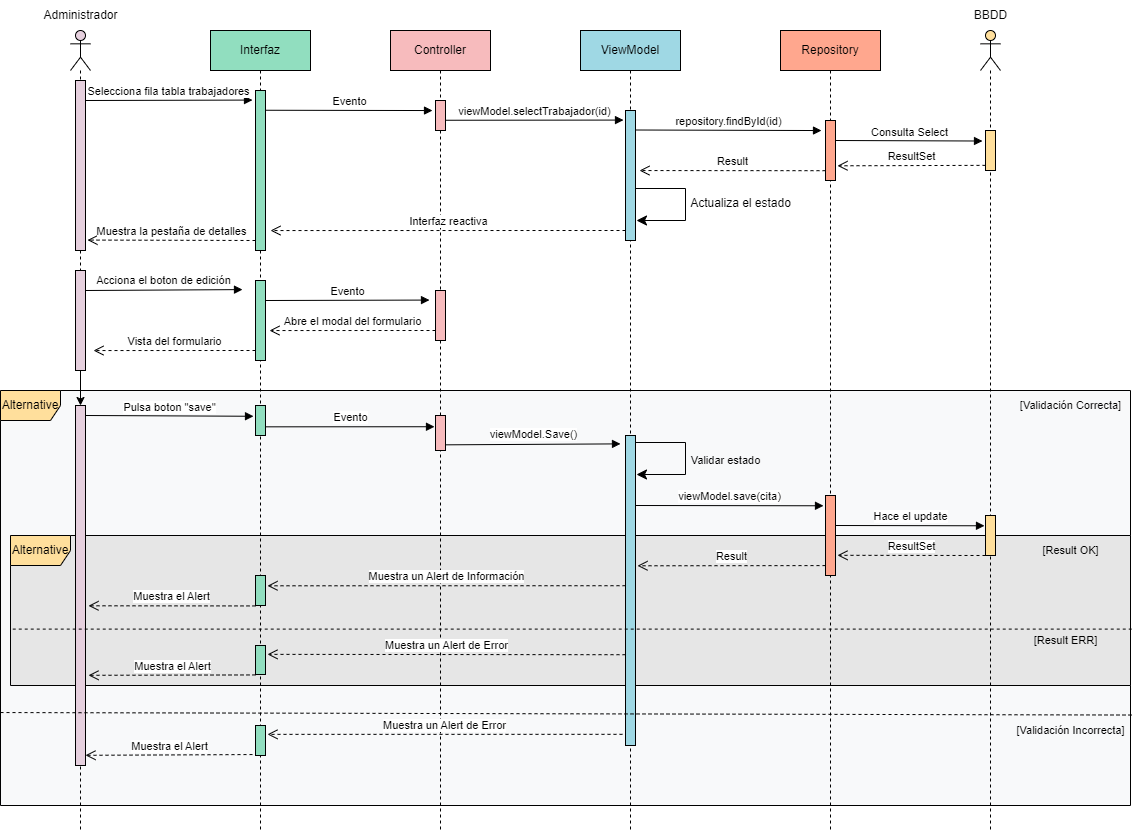 Administrador
BBDD
Interfaz
Controller
ViewModel
Repository
Selecciona fila tabla trabajadores
Evento
viewModel.selectTrabajador(id)
repository.findById(id)
Consulta Select
ResultSet
Result
Actualiza el estado
Interfaz reactiva
Muestra la pestaña de detalles
Acciona el boton de edición
Evento
Abre el modal del formulario
Vista del formulario
Alternative
[Validación Correcta]
Pulsa boton "save"
Evento
viewModel.Save()
Validar estado
viewModel.save(cita)
Hace el update
Alternative
ResultSet
[Result OK]
Result
Muestra un Alert de Información
Muestra el Alert
[Result ERR]
Muestra un Alert de Error
Muestra el Alert
Muestra un Alert de Error
[Validación Incorrecta]
Muestra el Alert